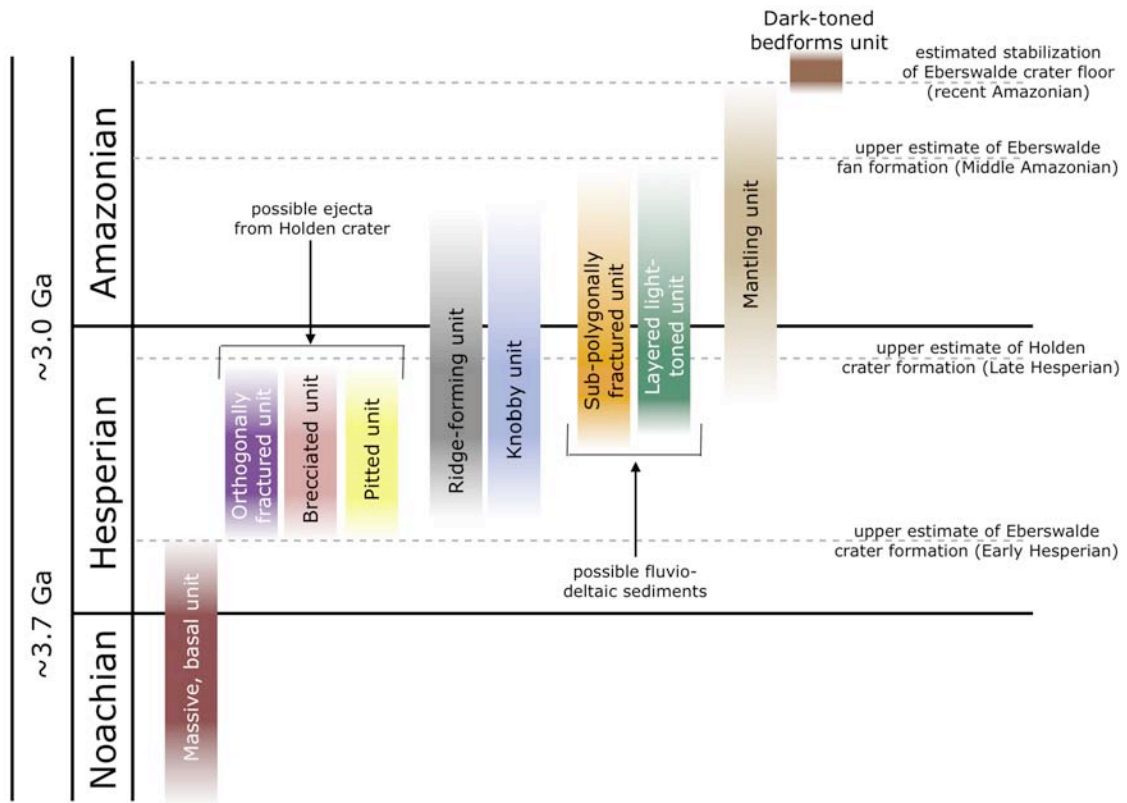 Dark-toned
bedforms unit
estimated stabilization
of Eberswalde crater floor
(recent Amazonian)
upper estimate of Eberswalde
fan formation (Middle Amazonian)
Amazonian
possible ejecta
from Holden crater
~3.0 Ga
upper estimate of Holden
crater formation (Late Hesperian)
Hesperian
Orthogonally
fractured unit
Brecciated unit
Pitted unit
Ridge-forming unit
Knobby unit
Sub-polygonally
fractured unit
Layered light-
toned unit
Mantling unit
upper estimate of Eberswalde
crater formation (Early Hesperian)
possible fluvio-
deltaic sediments
~3.7 Ga
Noachian
Massive, basal unit